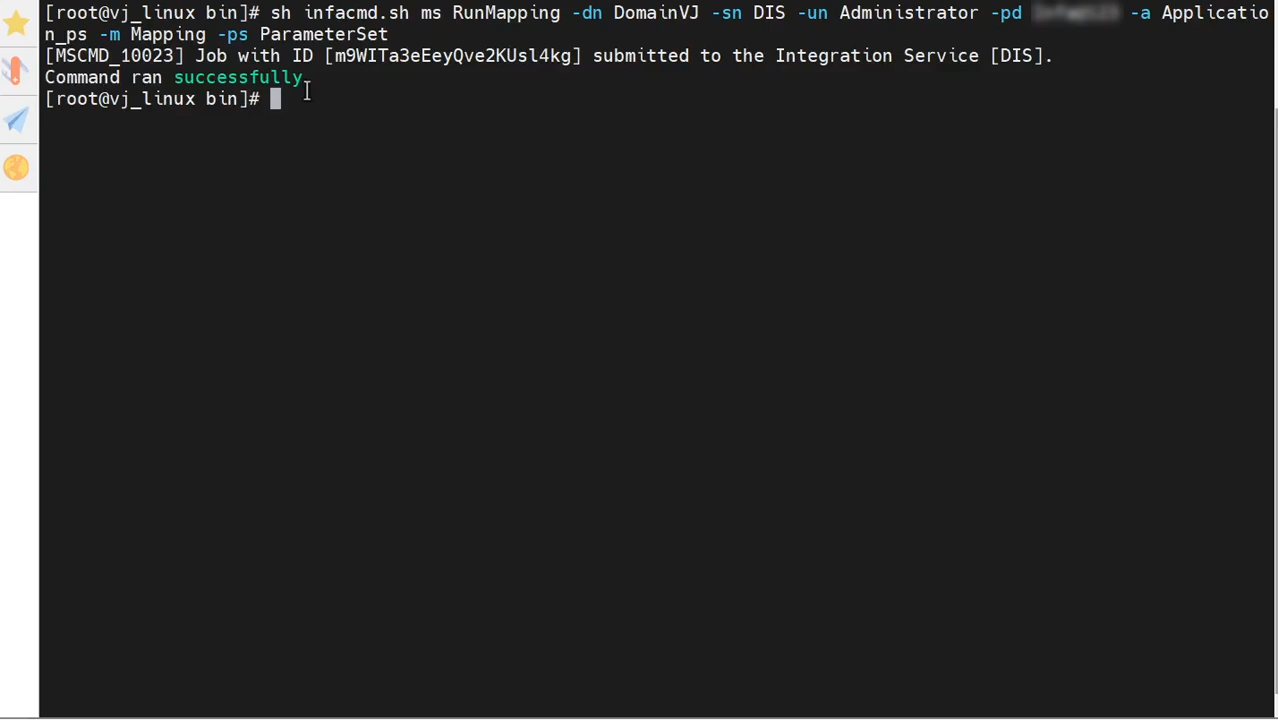 [root@vj_linux bin]# sh infacmd.sh ms RunMapping -dn DomainVJ -sn DIS -un Administrator -pd -a Applicatio
n_ps -m Mapping -ps ParameterSet
[MSCMD_10023] Job with ID [m9WITa3eEeyQve2KUsl4kg] submitted to the Integration Service [DIS].
Command ran successfully.
[root@vj_linux bin]#